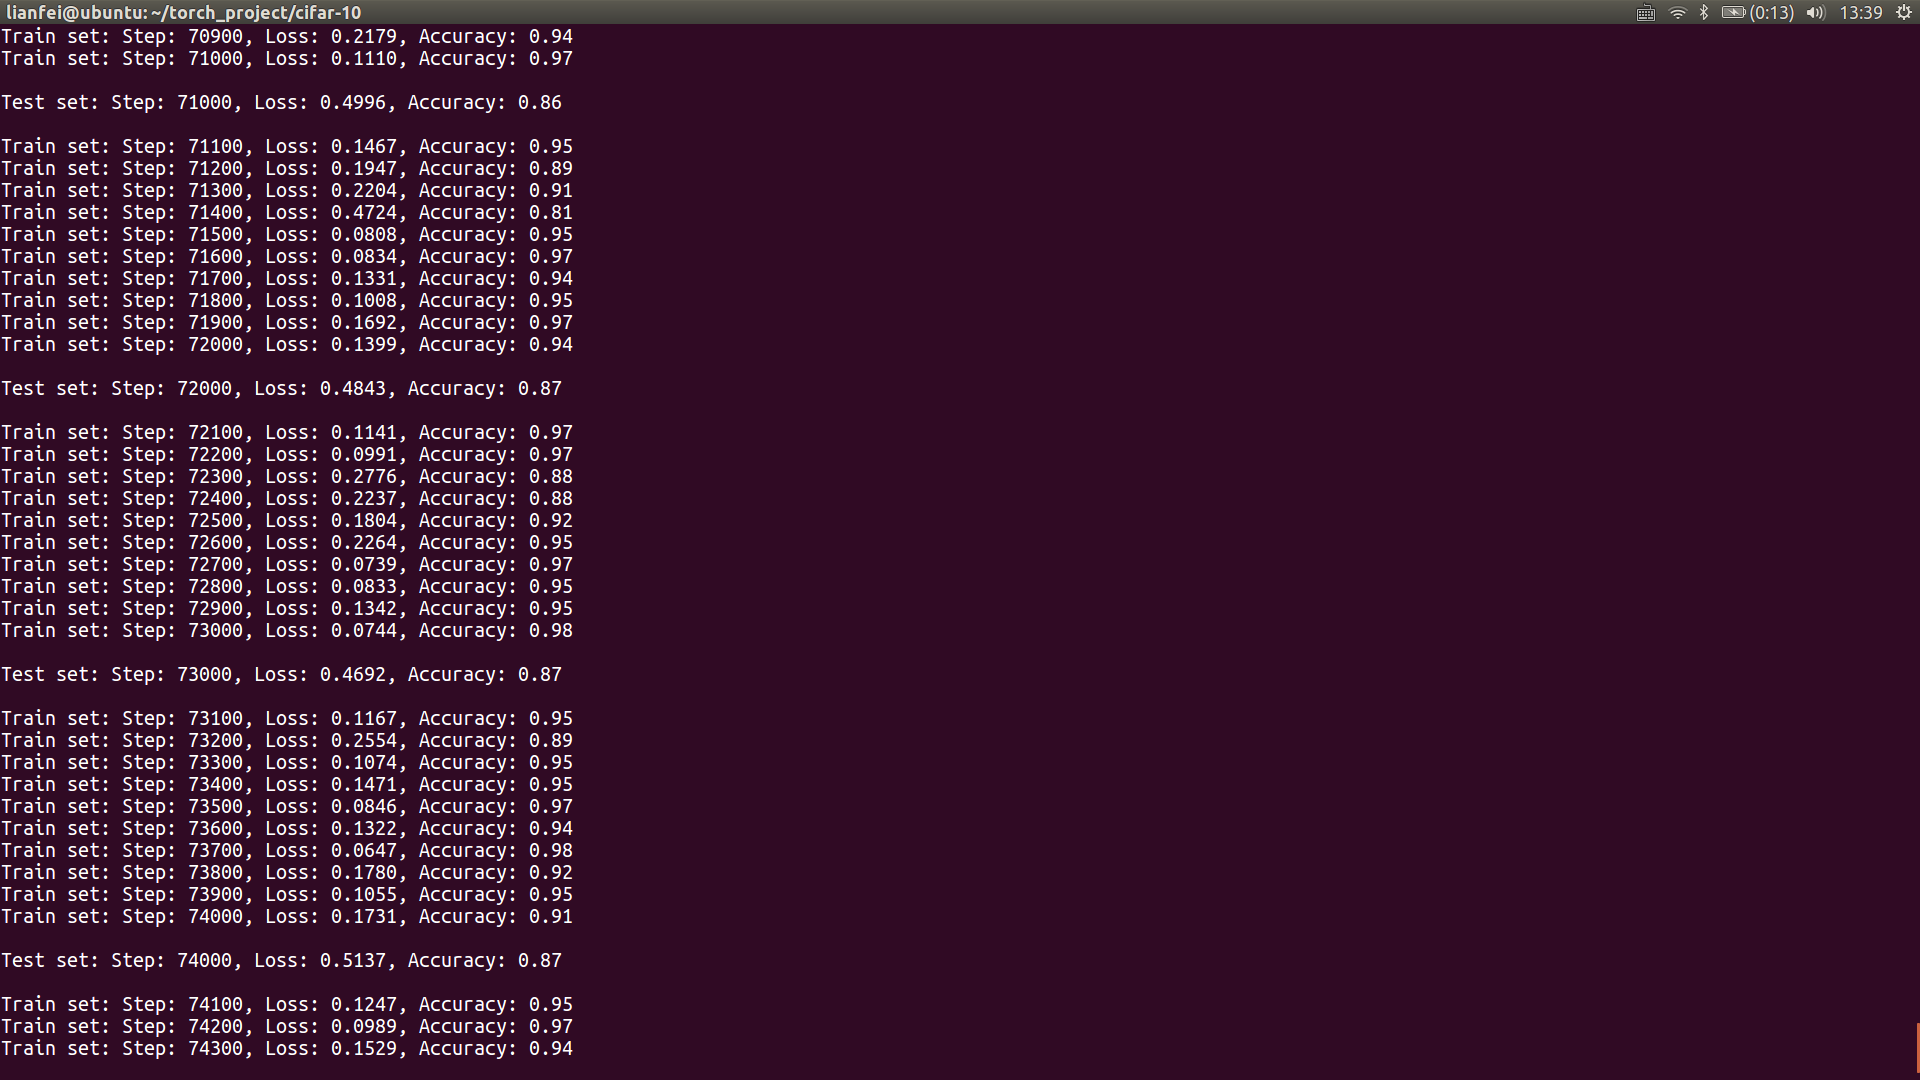 lianfei@ubuntu: ~/torch_project/cifar-10
(0:13)
13:39
Train set: Step: 70900, Loss: 0.2179, Accuracy: 0.94
Train set: Step: 71000, Loss: 0.1110, Accuracy: 0.97
Test set: Step: 71000, Loss: 0.4996, Accuracy: 0.86
Train set: Step: 71100, Loss: 0.1467, Accuracy: 0.95
Train set: Step: 71200, Loss: 0.1947, Accuracy: 0.89
Train set: Step: 71300, Loss: 0.2204, Accuracy: 0.91
Train set: Step: 71400, Loss: 0.4724, Accuracy: 0.81
Train set: Step: 71500, Loss: 0.0808, Accuracy: 0.95
Train set: Step: 71600, Loss: 0.0834, Accuracy: 0.97
Train set: Step: 71700, Loss: 0.1331, Accuracy: 0.94
Train set: Step: 71800, Loss: 0.1008, Accuracy: 0.95
Train set: Step: 71900, Loss: 0.1692, Accuracy: 0.97
Train set: Step: 72000, Loss: 0.1399, Accuracy: 0.94
Test set: Step: 72000, Loss: 0.4843, Accuracy: 0.87
Train set: Step: 72100, Loss: 0.1141, Accuracy: 0.97
Train set: Step: 72200, Loss: 0.0991, Accuracy: 0.97
Train set: Step: 72300, Loss: 0.2776, Accuracy: 0.88
Train set: Step: 72400, Loss: 0.2237, Accuracy: 0.88
Train set: Step: 72500, Loss: 0.1804, Accuracy: 0.92
Train set: Step: 72600, Loss: 0.2264, Accuracy: 0.95
Train set: Step: 72700, Loss: 0.0739, Accuracy: 0.97
Train set: Step: 72800, Loss: 0.0833, Accuracy: 0.95
Train set: Step: 72900, Loss: 0.1342, Accuracy: 0.95
Train set: Step: 73000, Loss: 0.0744, Accuracy: 0.98
Test set: Step: 73000, Loss: 0.4692, Accuracy: 0.87
Train set: Step: 73100, Loss: 0.1167, Accuracy: 0.95
Train set: Step: 73200, Loss: 0.2554, Accuracy: 0.89
Train set: Step: 73300, Loss: 0.1074, Accuracy: 0.95
Train set: Step: 73400, Loss: 0.1471, Accuracy: 0.95
Train set: Step: 73500, Loss: 0.0846, Accuracy: 0.97
Train set: Step: 73600, Loss: 0.1322, Accuracy: 0.94
Train set: Step: 73700, Loss: 0.0647, Accuracy: 0.98
Train set: Step: 73800, Loss: 0.1780, Accuracy: 0.92
Train set: Step: 73900, Loss: 0.1055, Accuracy: 0.95
Train set: Step: 74000, Loss: 0.1731, Accuracy: 0.91
Test set: Step: 74000, Loss: 0.5137, Accuracy: 0.87
Train set: Step: 74100, Loss: 0.1247, Accuracy: 0.95
Train set: Step: 74200, Loss: 0.0989, Accuracy: 0.97
Train set: Step: 74300, Loss: 0.1529, Accuracy: 0.94